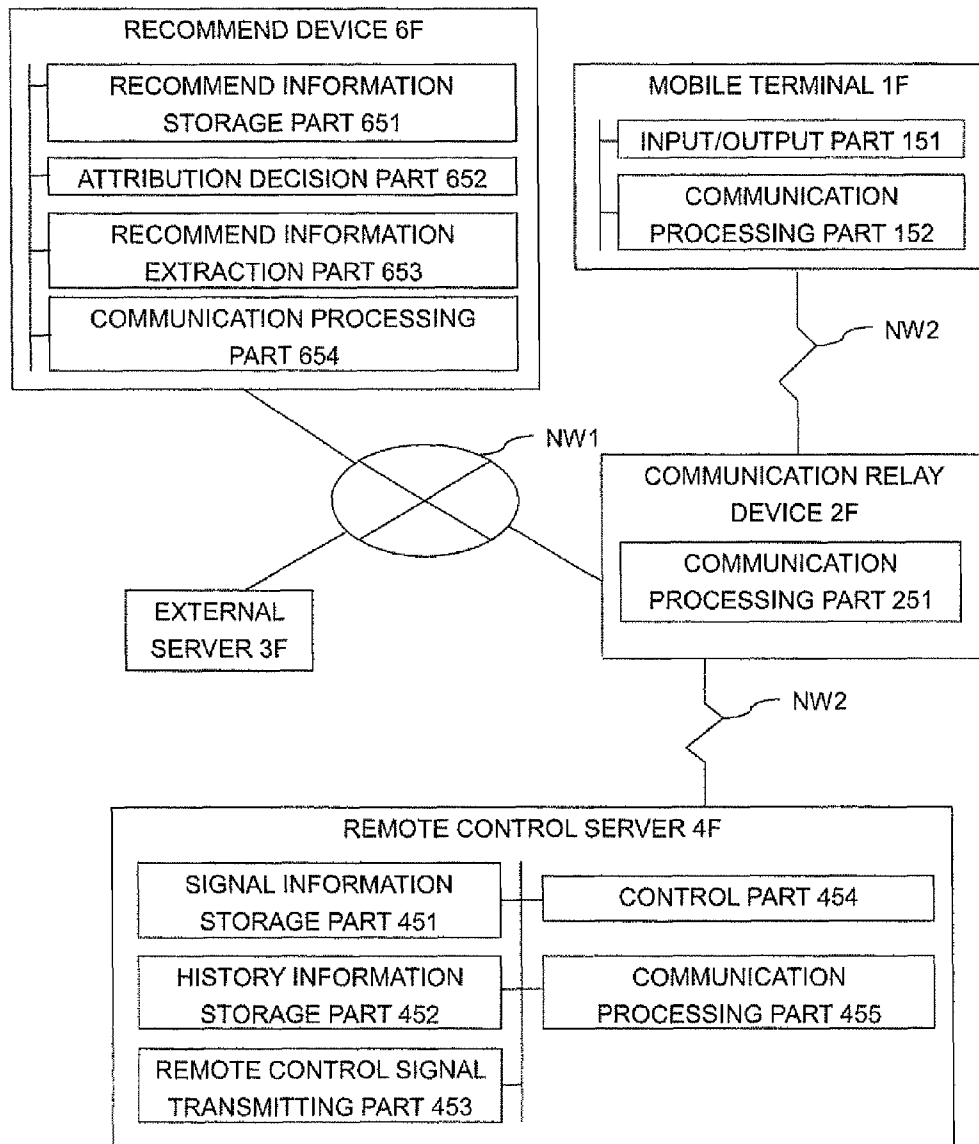 RECOMMEND DEVICE 6F
RECOMMEND INFORMATION
STORAGE PART 651
ATTRIBUTION DECISION PART 652
RECOMMEND INFORMATION
EXTRACTION PART 653
COMMUNICATION PROCESSING
PART 654
MOBILE TERMINAL 1F
INPUT/OUTPUT PART 151
COMMUNICATION
PROCESSING PART 152
NW2
NW1
COMMUNICATION RELAY
DEVICE 2F
COMMUNICATION
PROCESSING PART 251
EXTERNAL
SERVER 3F
NW2
REMOTE CONTROL SERVER 4F
SIGNAL INFORMATION
STORAGE PART 451
HISTORY INFORMATION
STORAGE PART 452
REMOTE CONTROL SIGNAL
TRANSMITTING PART 453
CONTROL PART 454
COMMUNICATION
PROCESSING PART 455